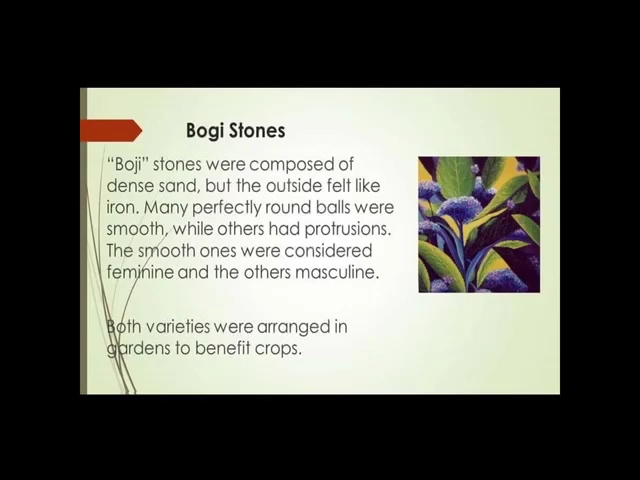 Bogi Stones
“Boji” stones were composed of
dense sand, but the outside felt like
iron. Many perfectly round balls were
smooth, while others had protrusions.
The smooth ones were considered
feminine and the others masculine.
Both varieties were arranged in
gardens to benefit crops.